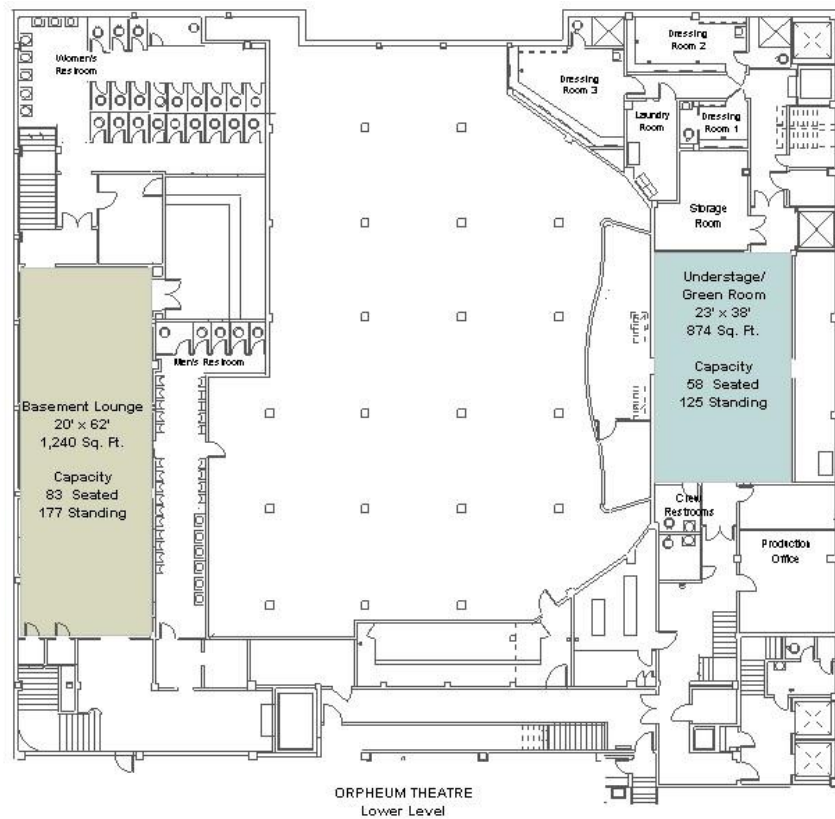 Women's
Restroom
Dressing
Room 2
Dressing
Room 3
Laundry
Room
Dressing
Room 1
Storage
Room
Understage/
Green Room
23' x 38'
874 Sq. Ft.
Capacity
58 Seated
125 Standing
Men's Restroom
Basement Lounge
20' x 62'
1,240 Sq. Ft.
Capacity
83 Seated
177 Standing
Crew
Restrooms
Production
Office
ORPHEUM THEATRE
Lower Level